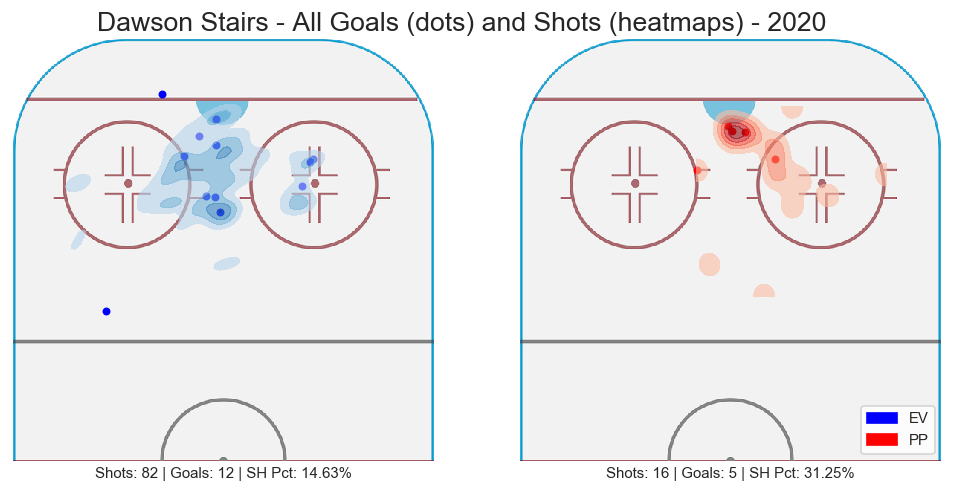 Dawson Stairs - All Goals (dots) and Shots (heatmaps) - 2020
EV
PP
Shots: 82 | Goals: 12 | SH Pct: 14.63%
Shots: 16 | Goals: 5 | SH Pct: 31.25%